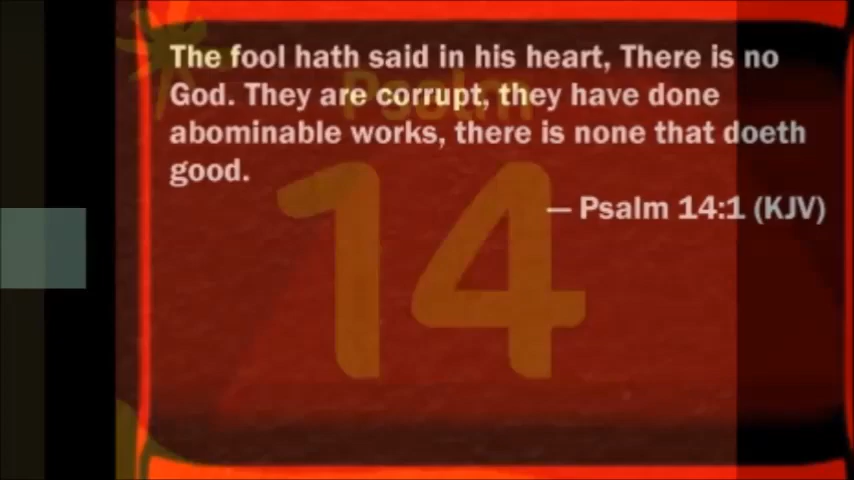 The fool hath said in his heart, There is no
God. They are corrupt, they have done
abominable works, there is none that doeth
good.
— Psalm 14:1 (KJV)
Psalm
14